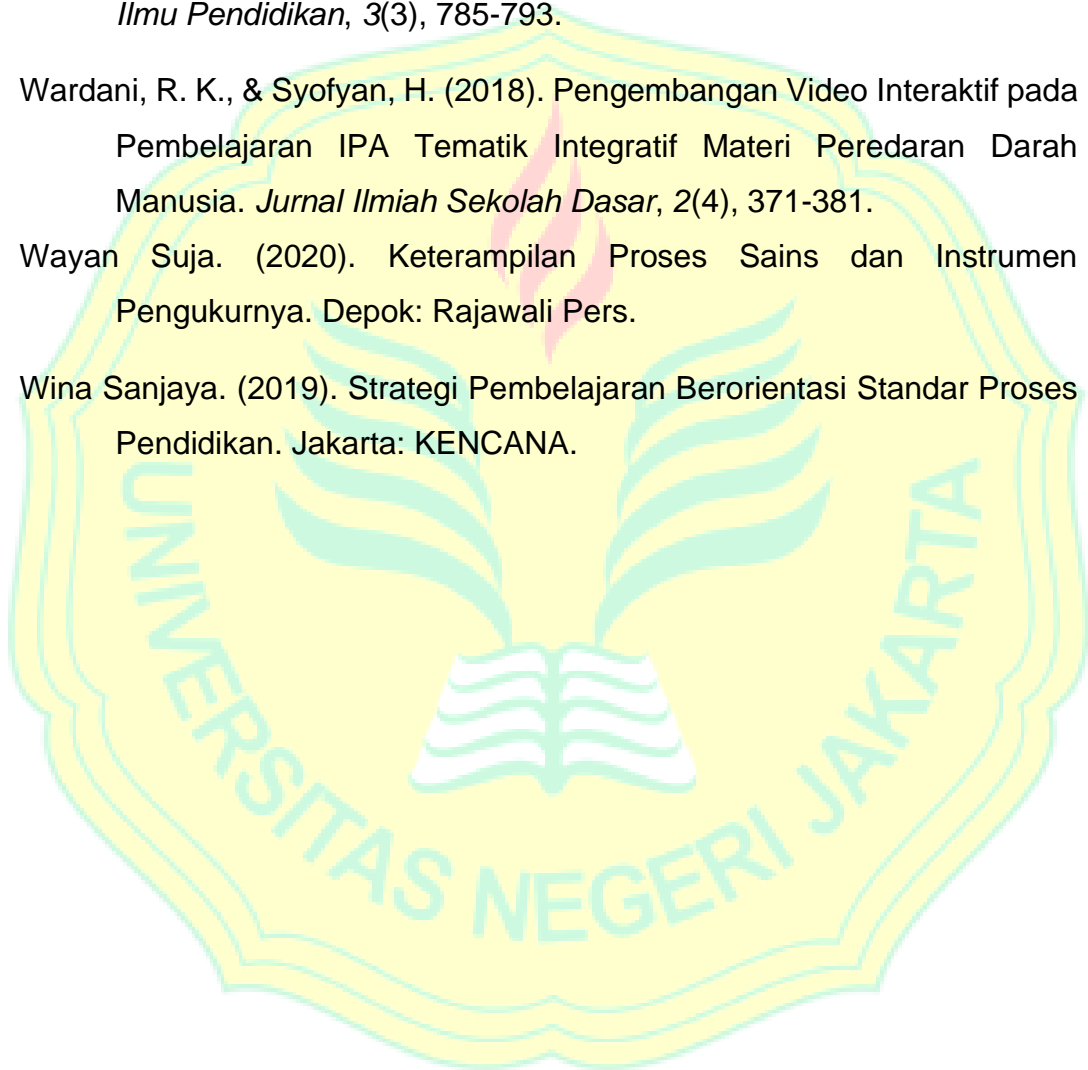 Ilmu Pendidikan, 3(3), 785-793.
Wardani, R. K., & Syofyan, H. (2018). Pengembangan Video Interaktif pada
Pembelajaran IPA Tematik Integratif Materi Peredaran Darah
Manusia. Jurnal Ilmiah Sekolah Dasar, 2(4), 371-381.
Wayan Suja. (2020). Keterampilan Proses Sains dan Instrumen
Pengukurnya. Depok: Rajawali Pers.
Wina Sanjaya. (2019). Strategi Pembelajaran Berorientasi Standar Proses
Pendidikan. Jakarta: KENCANA.
UNIVERSITAS NEGERI JAKARTA